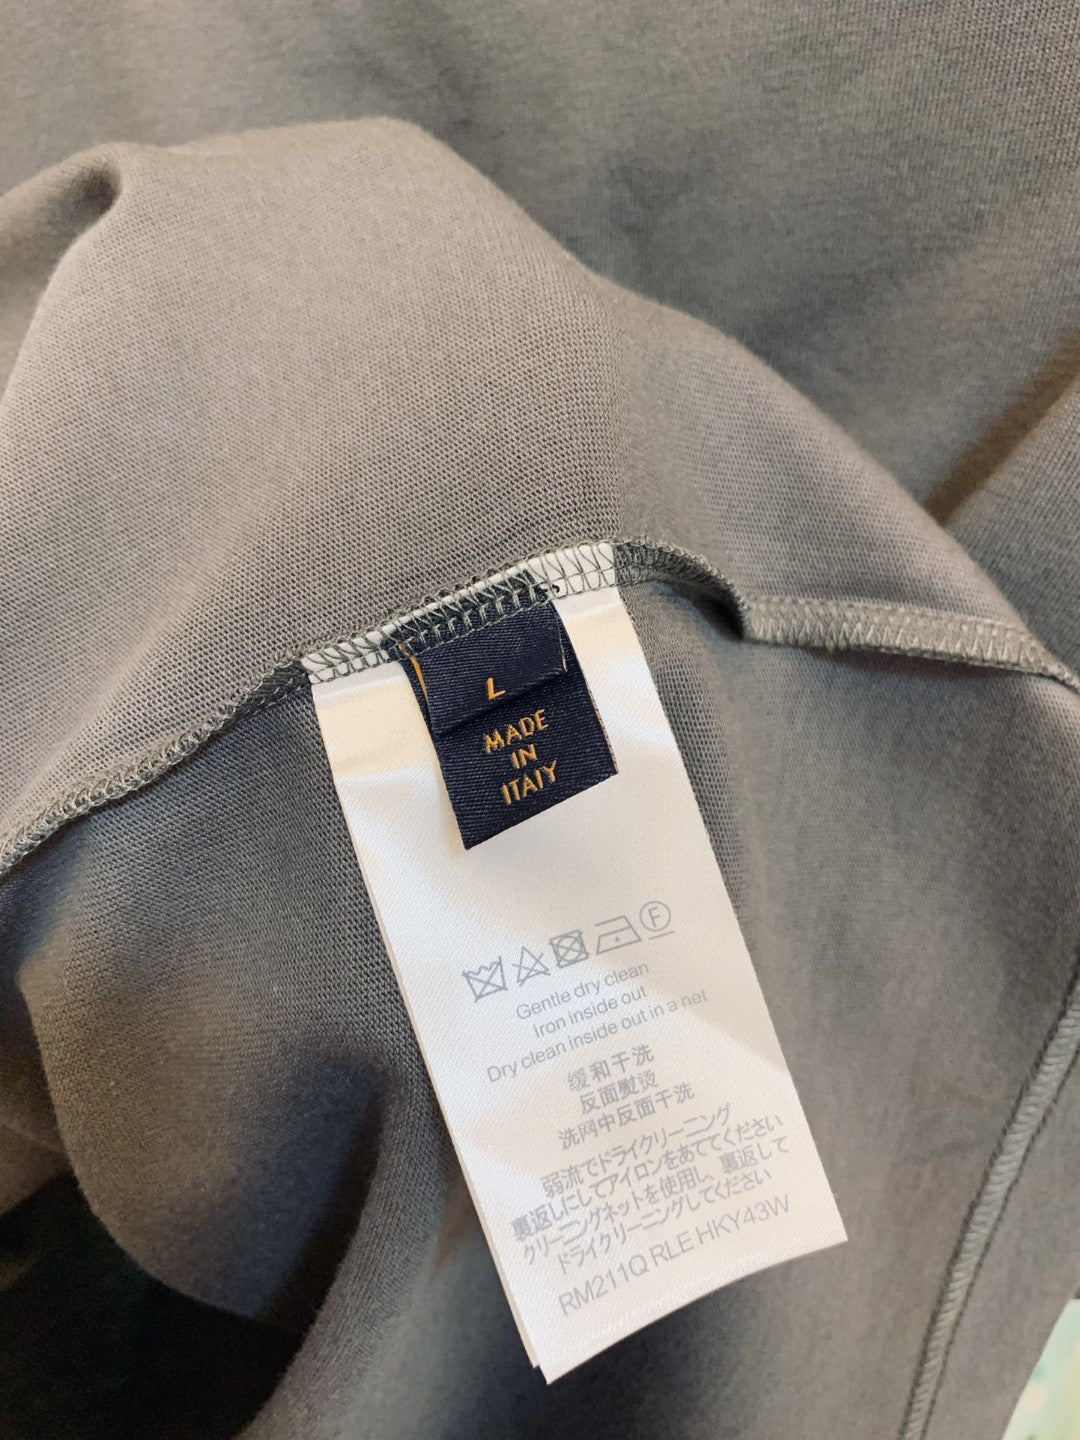 L
MADE
IN
ITAIY
F
Gentle dry clean
Iron inside out
Dry clean inside out in a net
缓和干洗
反面熨烫
洗网中反面干洗
弱流でドライクリーニング
裏返しにしてアイロンをあててください
クリーニングネットを使用し、裏返して
ドライクリーニングしてください
RM211Q RLE HKY43W